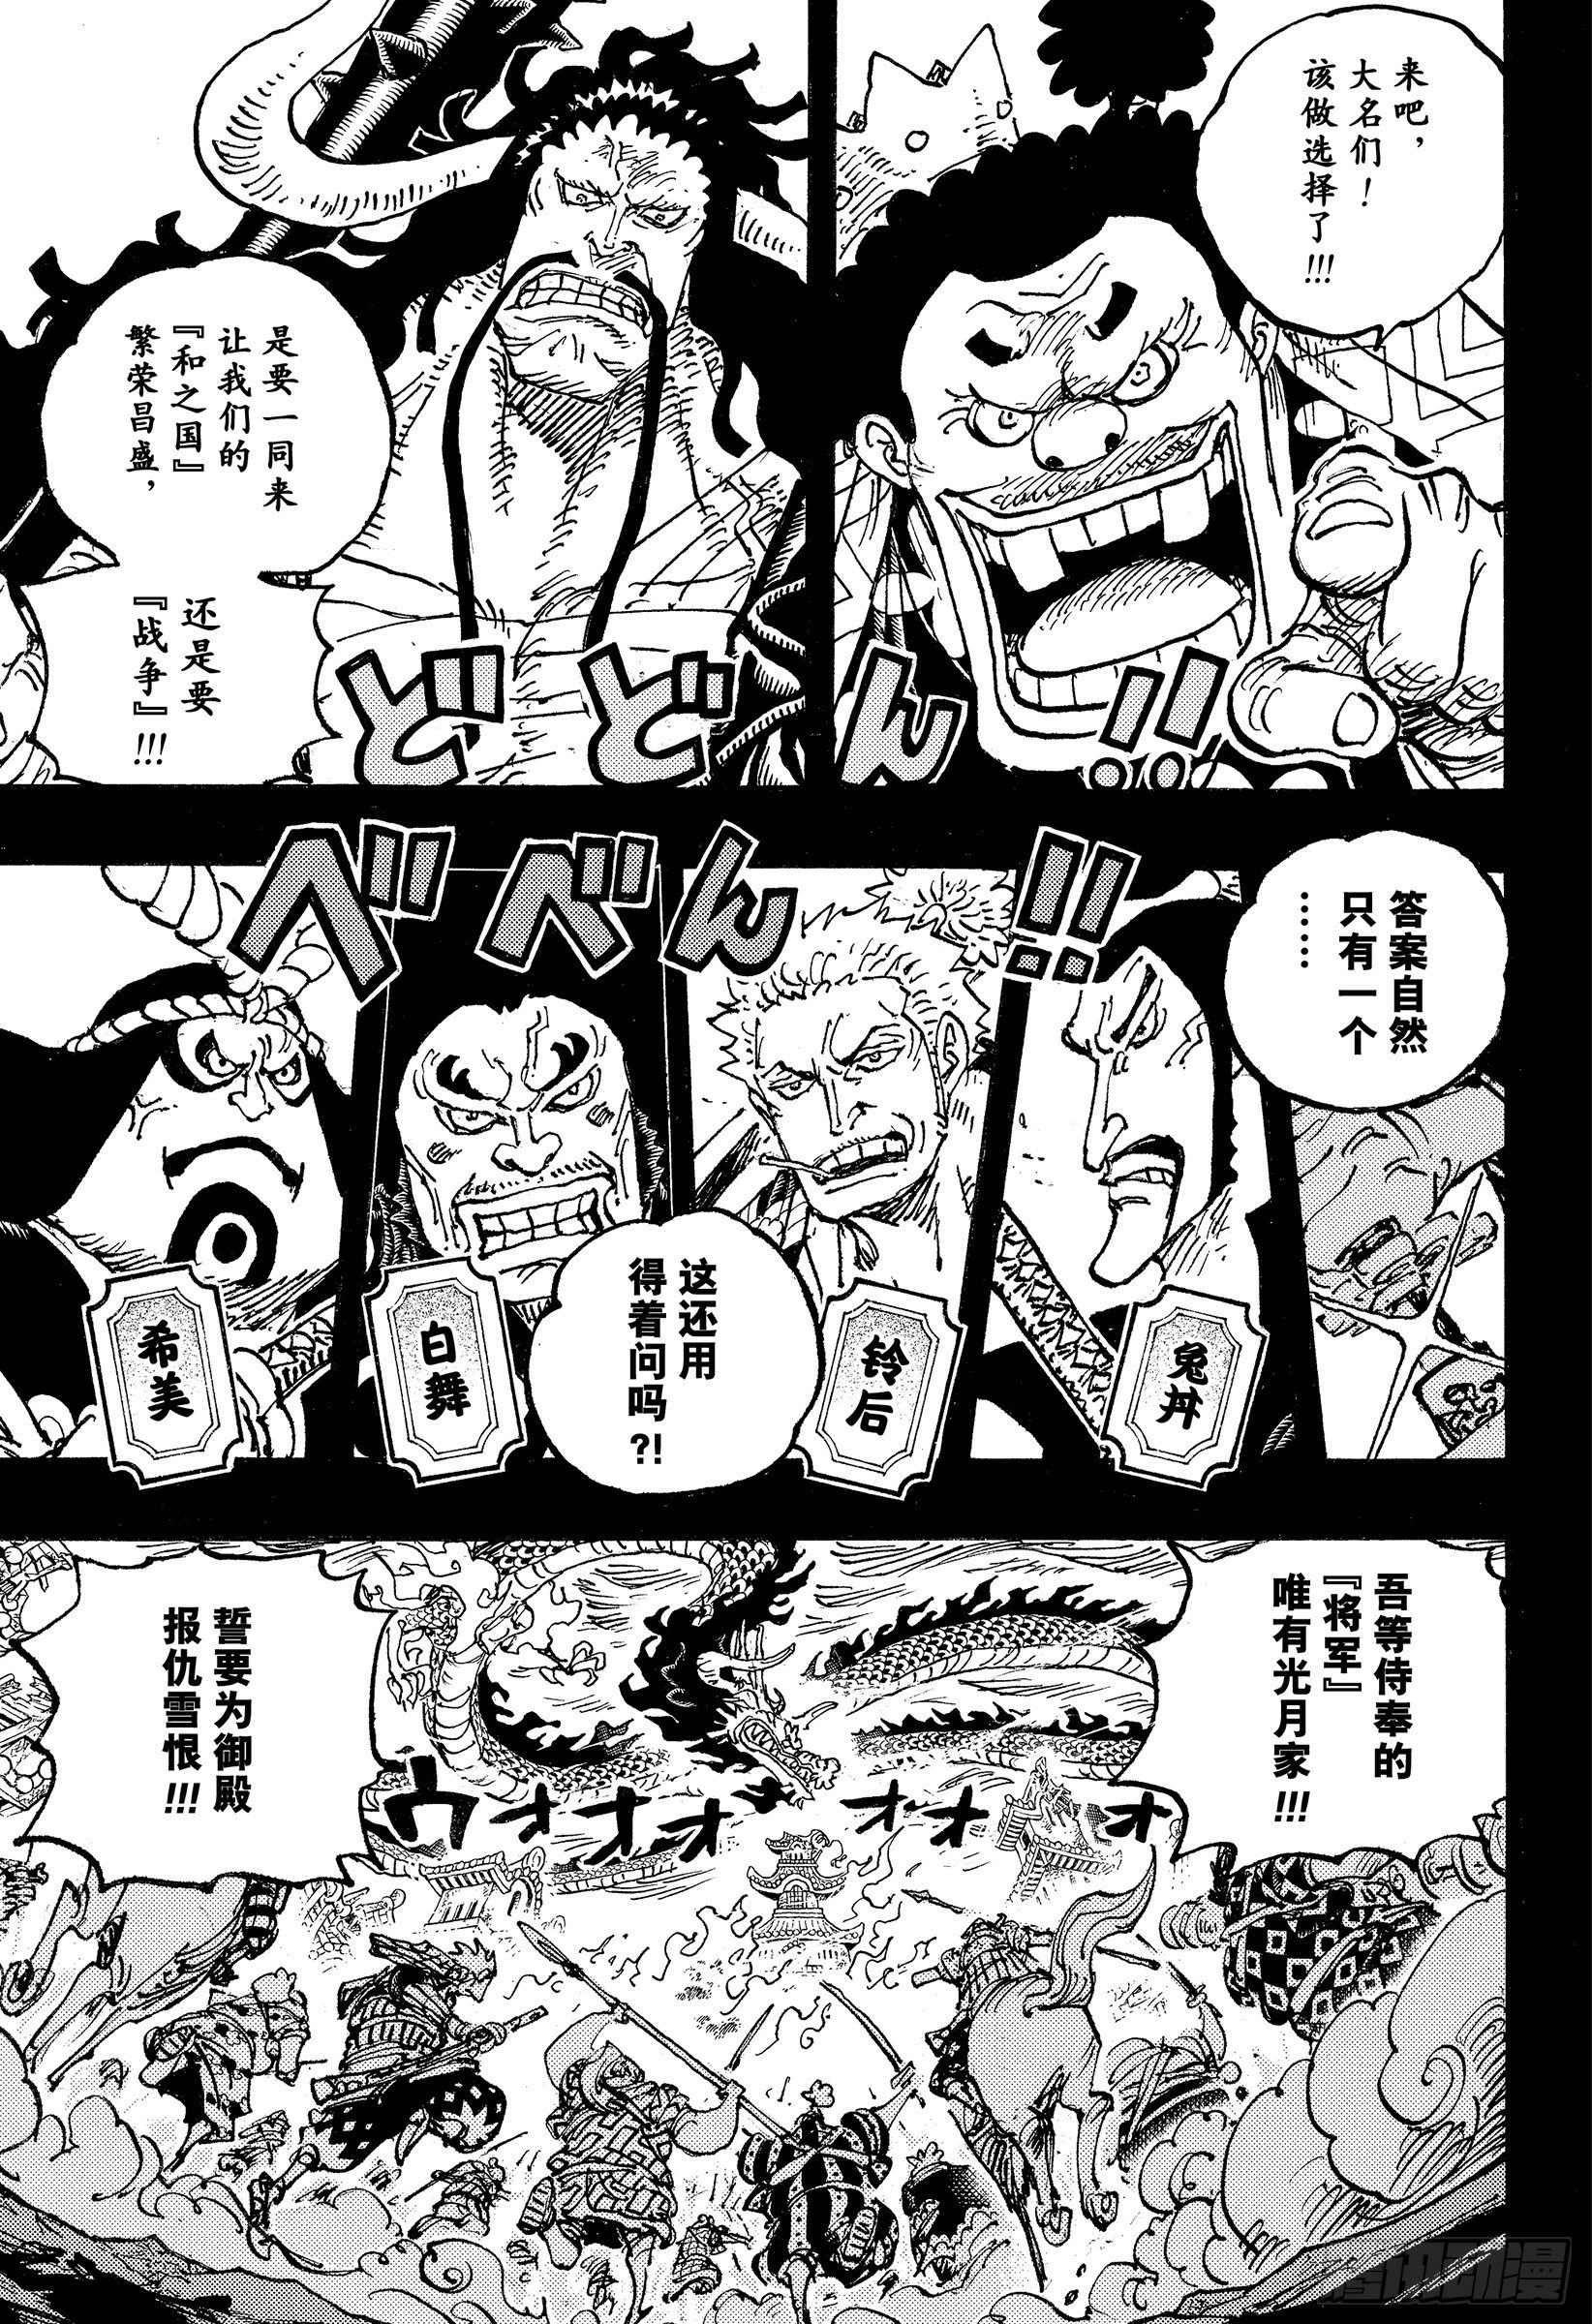 来吧，
大名们！
该做选择了!!!
是要一同来
让我们的
『和之国』
繁荣昌盛，
还是要
『战争』!!!
どどん!!
べべん!!
答案自然
只有一个
……
这还用
得着问吗?!
兔丼
铃后
白舞
希美
吾等侍奉的
『将军』
唯有光月家!!!
誓要为御殿
报仇雪恨!!!
ウオオオオオオオ